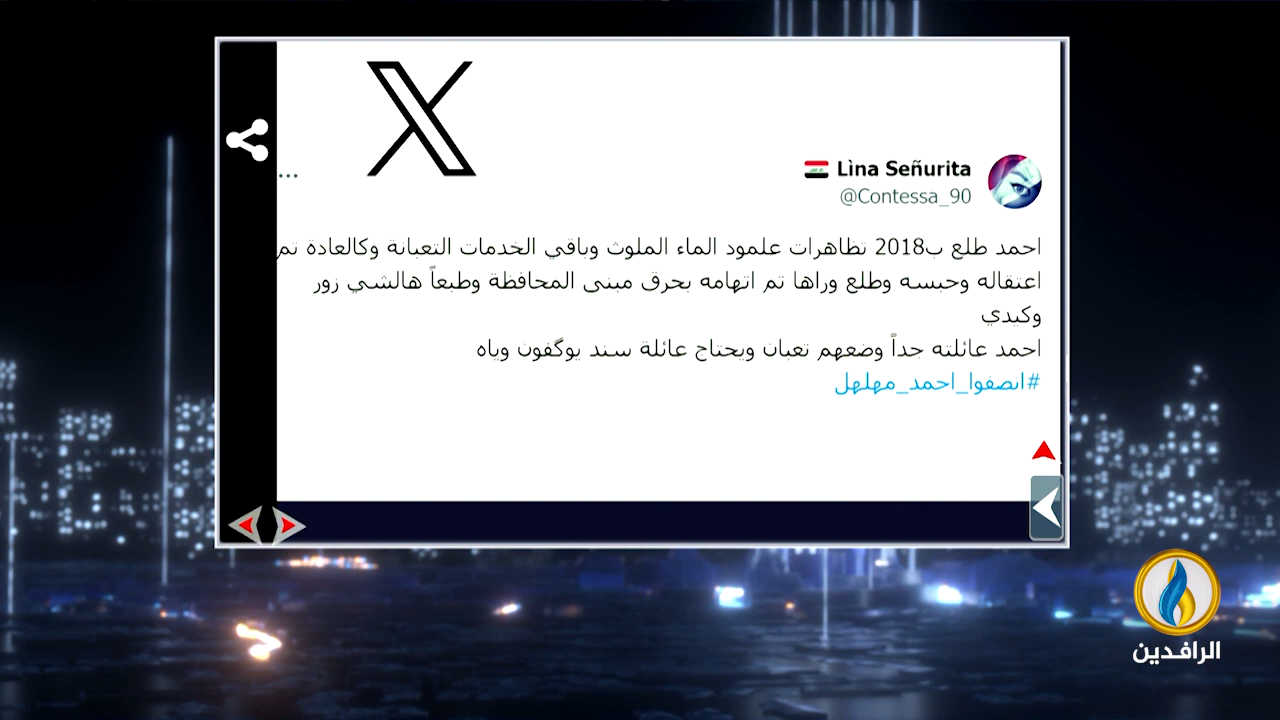 Lìna Señurita
@Contessa_90
...
احمد طلع ب2018 تظاهرات علمود الماء الملوث وباقي الخدمات التعبانة وكالعادة تم
اعتقاله وحبسه وطلع وراها تم اتهامه بحرق مبنى المحافظة وطبعاً هالشي زور
وكيدي
احمد عائلته جداً وضعهم تعبان ويحتاج عائلة سند يوگفون وياه
#انصفوا_احمد_مهلهل
الرافدين